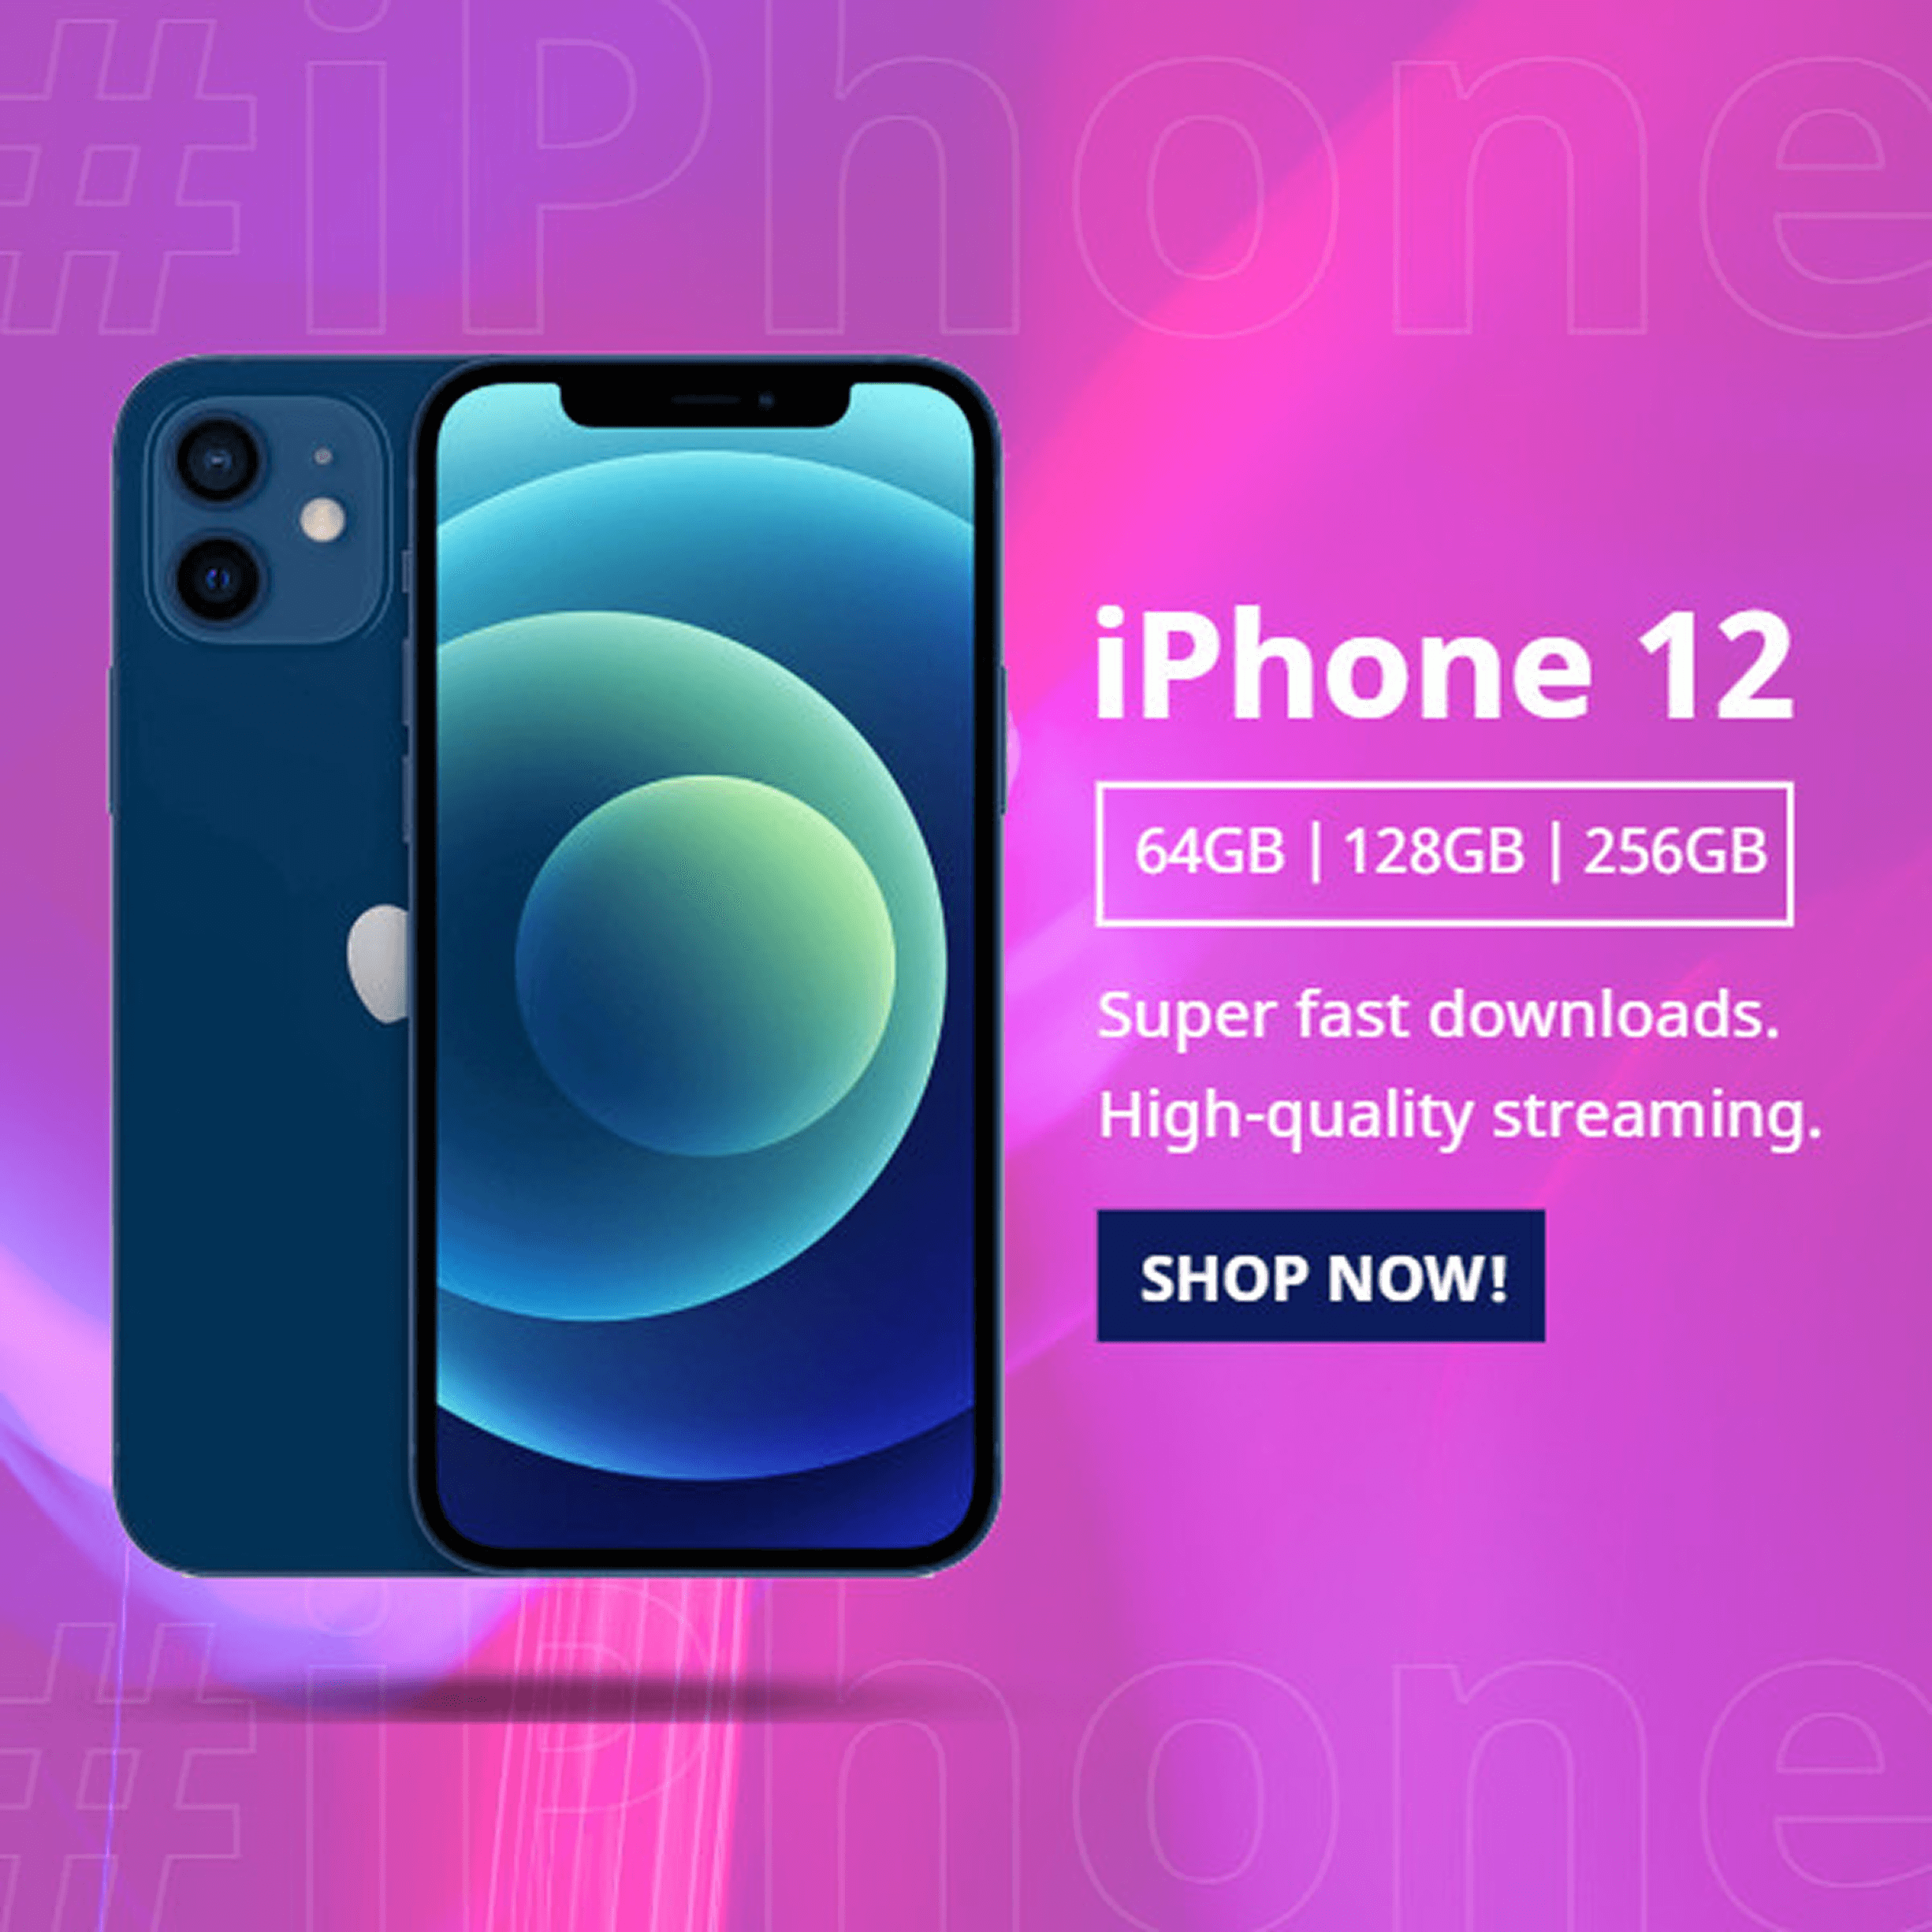 #iPhone
iPhone 12
64GB | 128GB | 256GB
Super fast downloads.
High-quality streaming.
SHOP NOW!
#iPhone